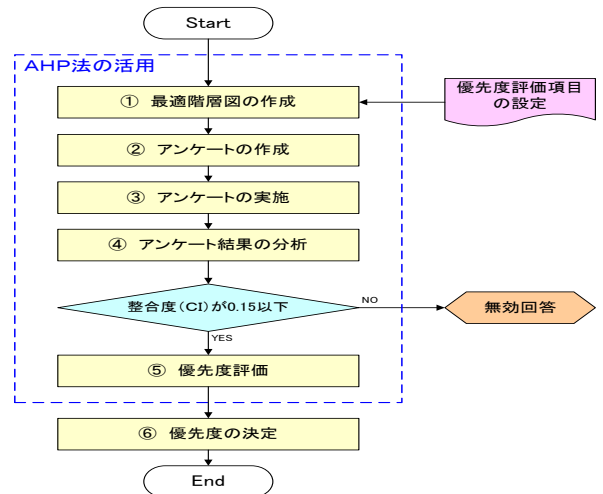 Start
AHP法の活用
① 最適階層図の作成
優先度評価項目
の設定
② アンケートの作成
③ アンケートの実施
④ アンケート結果の分析
整合度(CI)が0.15以下
NO
無効回答
YES
⑤ 優先度評価
⑥ 優先度の決定
End